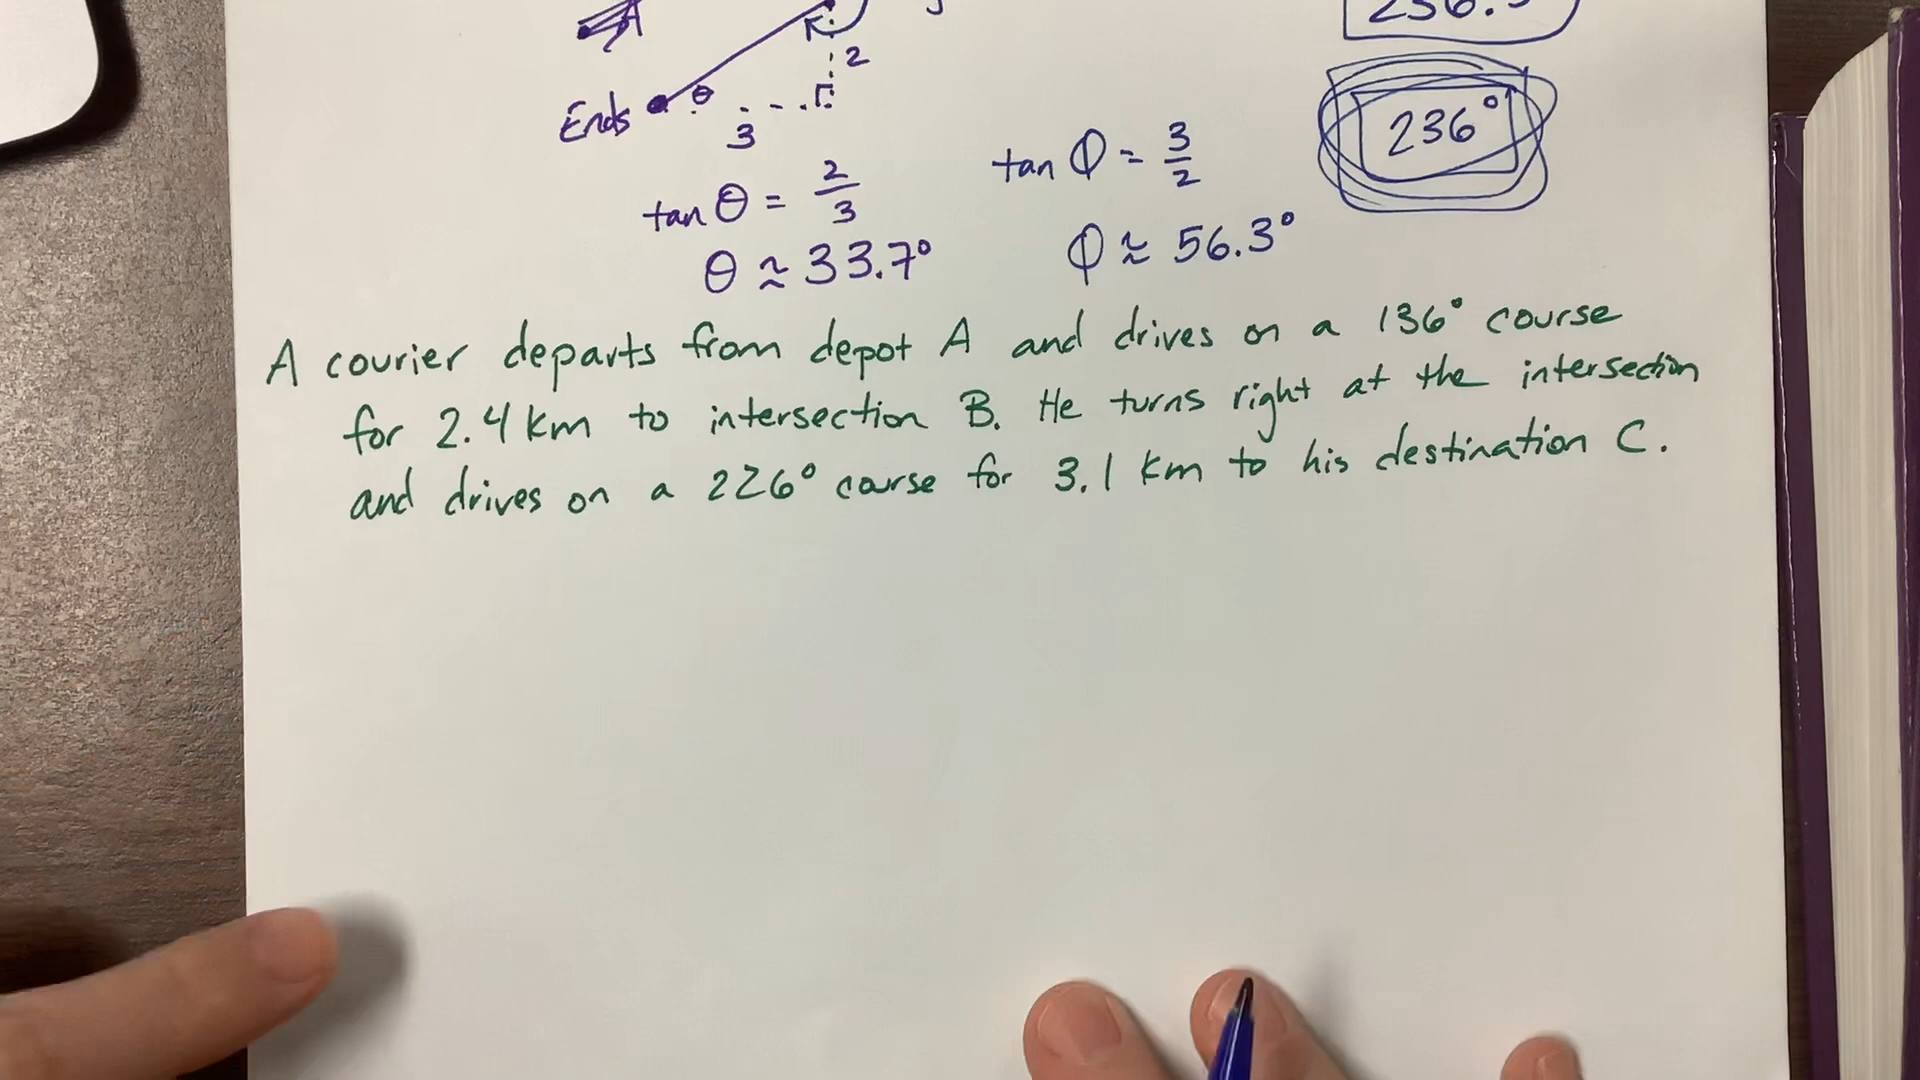 236.3
2
Ends θ
3
236°
tan θ = 2/3
tan Φ = 3/2
θ ≈ 33.7°
Φ ≈ 56.3°
A courier departs from depot A and drives on a 136° course
for 2.4 km to intersection B. He turns right at the intersection
and drives on a 226° course for 3.1 km to his destination C.